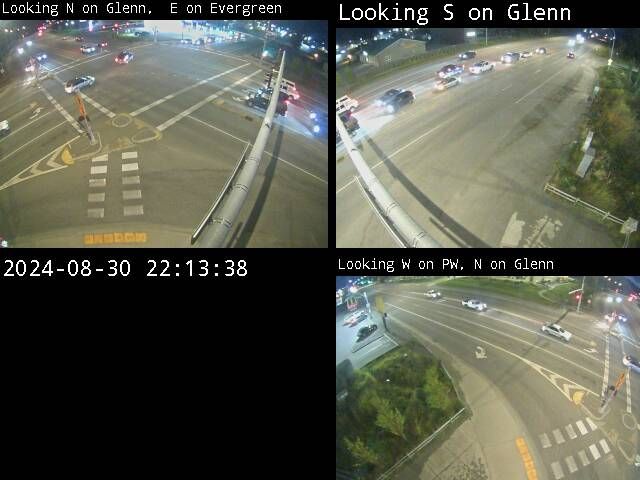 Looking N on Glenn,  E on Evergreen
Looking S on Glenn
2024-08-30 22:13:38
Looking W on PW, N on Glenn